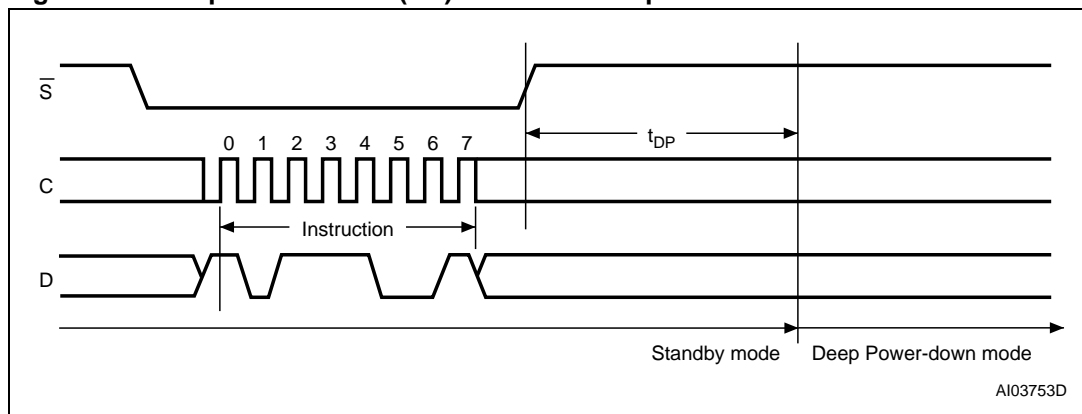 S
0 1 2 3 4 5 6 7
tDP
C
Instruction
D
Standby mode Deep Power-down mode
AI03753D